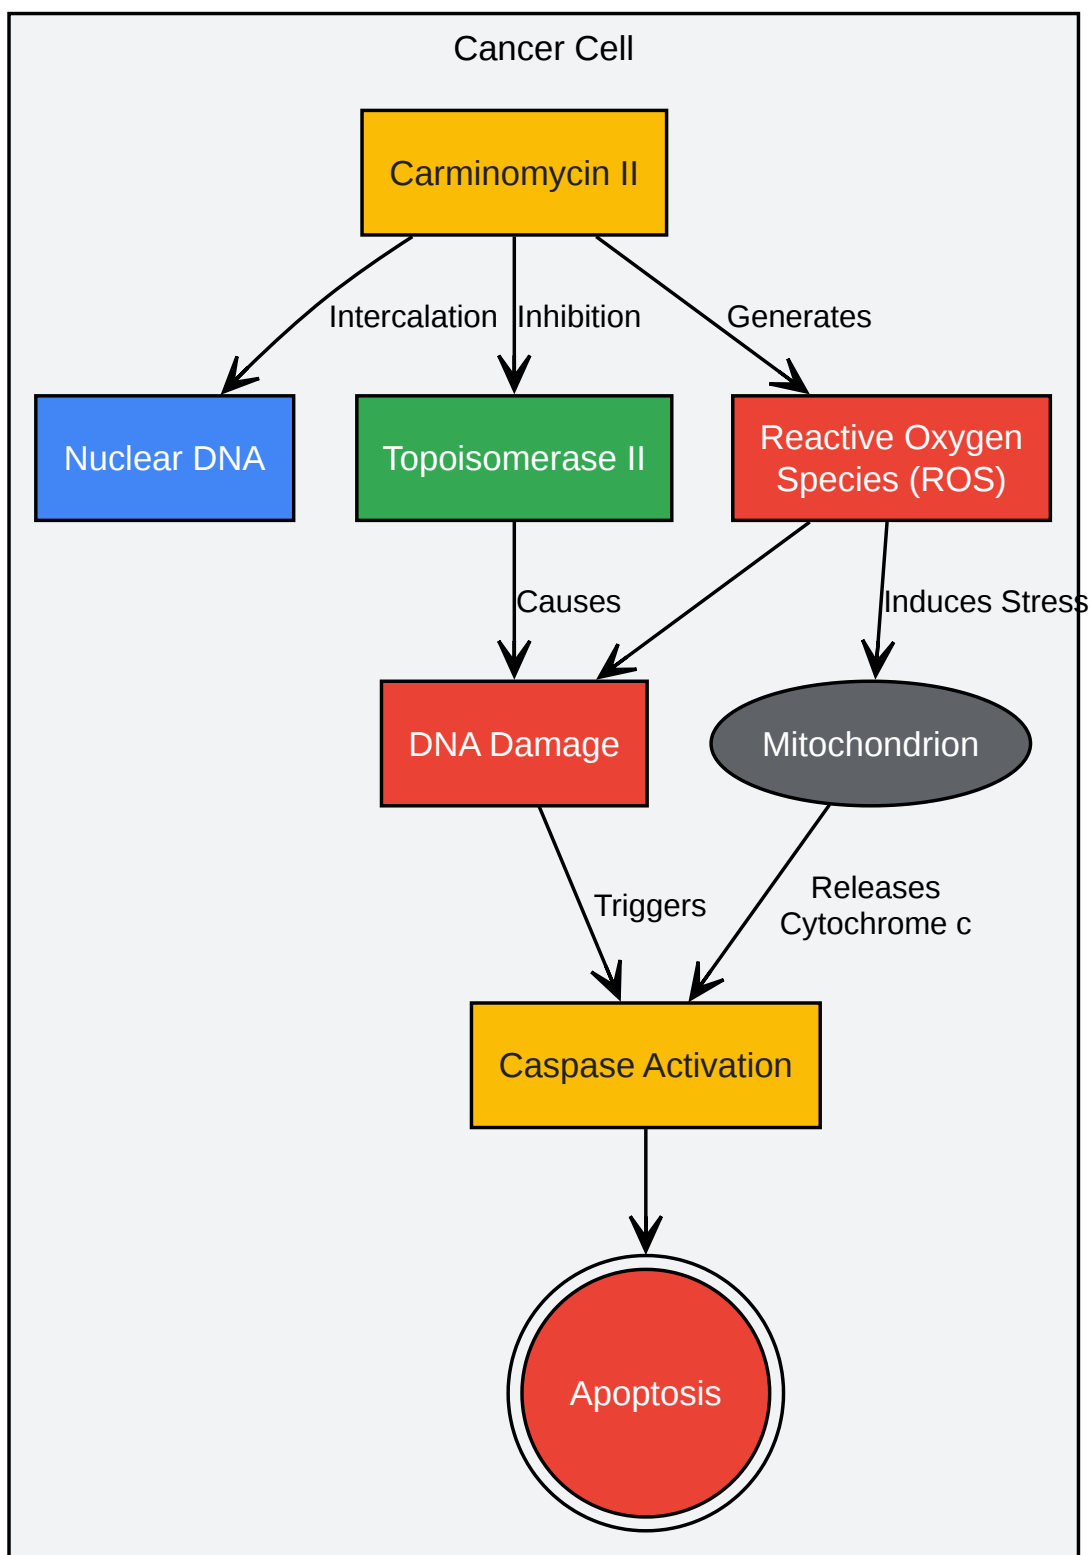 Cancer Cell
Carminomycin II
Intercalation
Inhibition
Generates
Nuclear DNA
Topoisomerase II
Reactive Oxygen
Species (ROS)
Causes
Induces Stress
DNA Damage
Mitochondrion
Triggers
Releases
Cytochrome c
Caspase Activation
Apoptosis